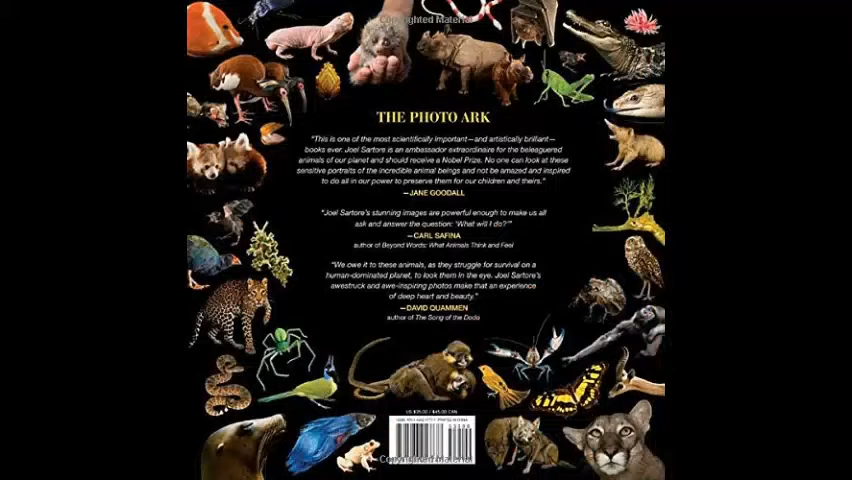 Copyrighted Material
THE PHOTO ARK
"This is one of the most scientifically important—and artistically brilliant—
books ever. Joel Sartore is an ambassador extraordinaire for the beleaguered
animals of our planet and should receive a Nobel Prize. No one can look at these
sensitive portraits of the incredible animal beings and not be amazed and inspired
to do all in our power to preserve them for our children and theirs."
—JANE GOODALL
"Joel Sartore's stunning images are powerful enough to make us all
ask and answer the question: 'What will I do?'"
—CARL SAFINA
author of Beyond Words: What Animals Think and Feel
"We owe it to these animals, as they struggle for survival on a
human-dominated planet, to look them in the eye. Joel Sartore's
awestruck and awe-inspiring photos make that an experience
of deep heart and beauty."
—DAVID QUAMMEN
author of The Song of the Dodo
US $35.00 / $45.00 CAN
Copyrighted Material